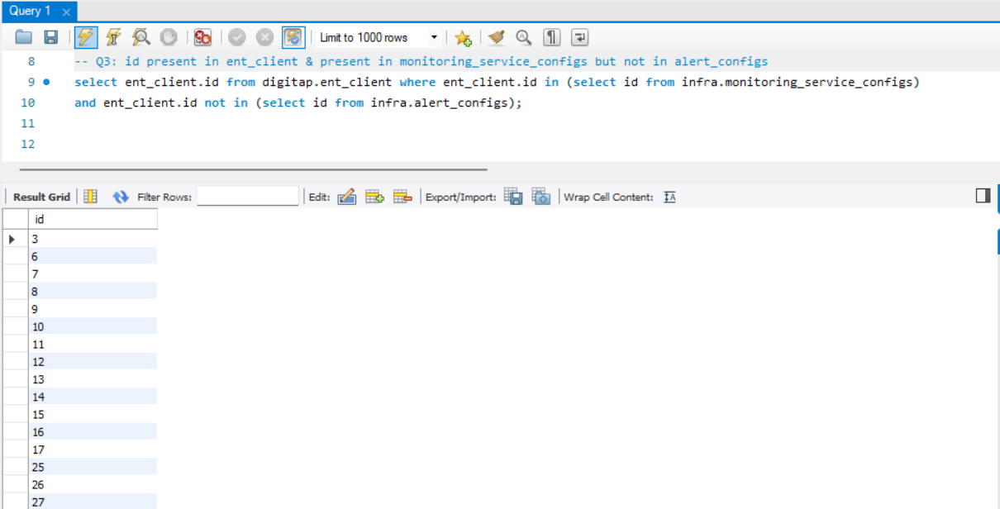 Query 1
Limit to 1000 rows
8 -- Q3: id present in ent_client & present in monitoring_service_configs but not in alert_configs
9 select ent_client.id from digitap.ent_client where ent_client.id in (select id from infra.monitoring_service_configs)
10 and ent_client.id not in (select id from infra.alert_configs);
11
12
Result Grid Filter Rows: Edit: Export/Import: Wrap Cell Content:
id
3
6
7
8
9
10
11
12
13
14
15
16
17
25
26
27